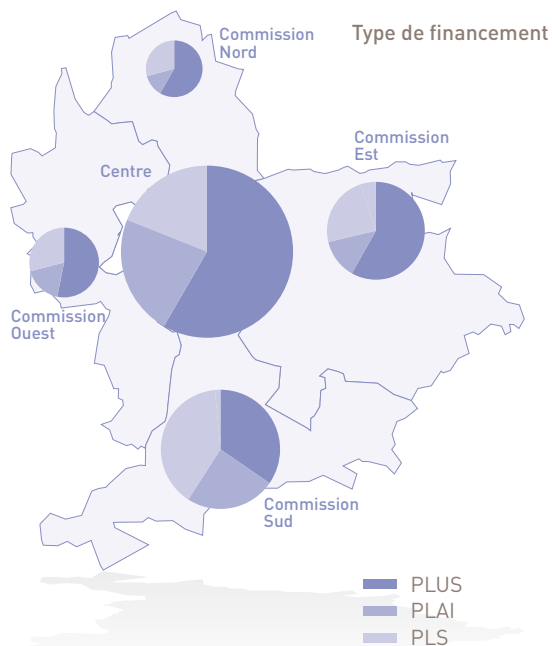 Commission
Nord
Type de financement
Commission
Est
Centre
Commission
Ouest
Commission
Sud
PLUS
PLAI
PLS